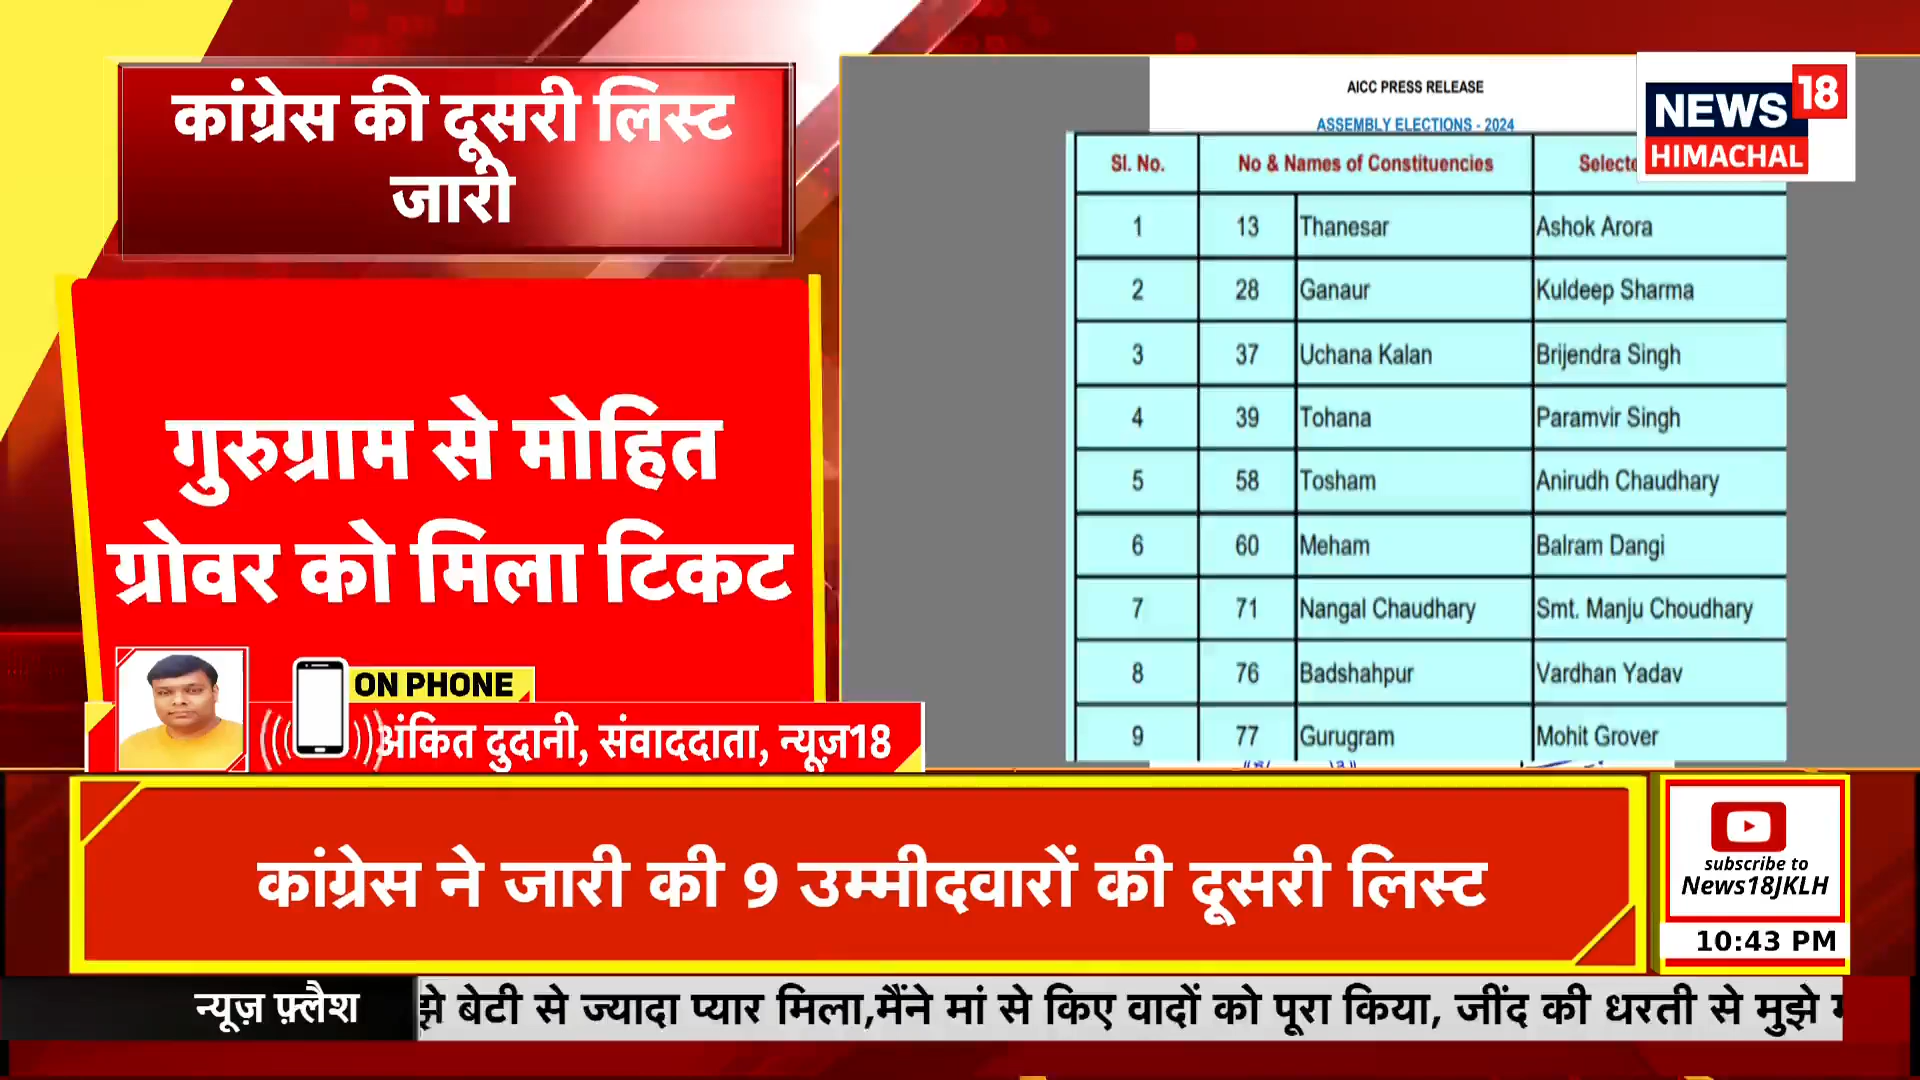 कांग्रेस की दूसरी लिस्ट
जारी
गुरुग्राम से मोहित
ग्रोवर को मिला टिकट
ON PHONE
अंकित दुदानी, संवाददाता, न्यूज़18
AICC PRESS RELEASE
ASSEMBLY ELECTIONS - 2024
Sl. No. No & Names of Constituencies
1 13 Thanesar Ashok Arora
2 28 Ganaur Kuldeep Sharma
3 37 Uchana Kalan Brijendra Singh
4 39 Tohana Paramvir Singh
5 58 Tosham Anirudh Chaudhary
6 60 Meham Balram Dangi
7 71 Nangal Chaudhary Smt. Manju Choudhary
8 76 Badshahpur Vardhan Yadav
9 77 Gurugram Mohit Grover
NEWS 18
HIMACHAL
कांग्रेस ने जारी की 9 उम्मीदवारों की दूसरी लिस्ट
subscribe to
News18JKLH
10:43 PM
न्यूज़ फ़्लैश
बेटी से ज्यादा प्यार मिला,मैंने मां से किए वादों को पूरा किया, जींद की धरती से मुझे